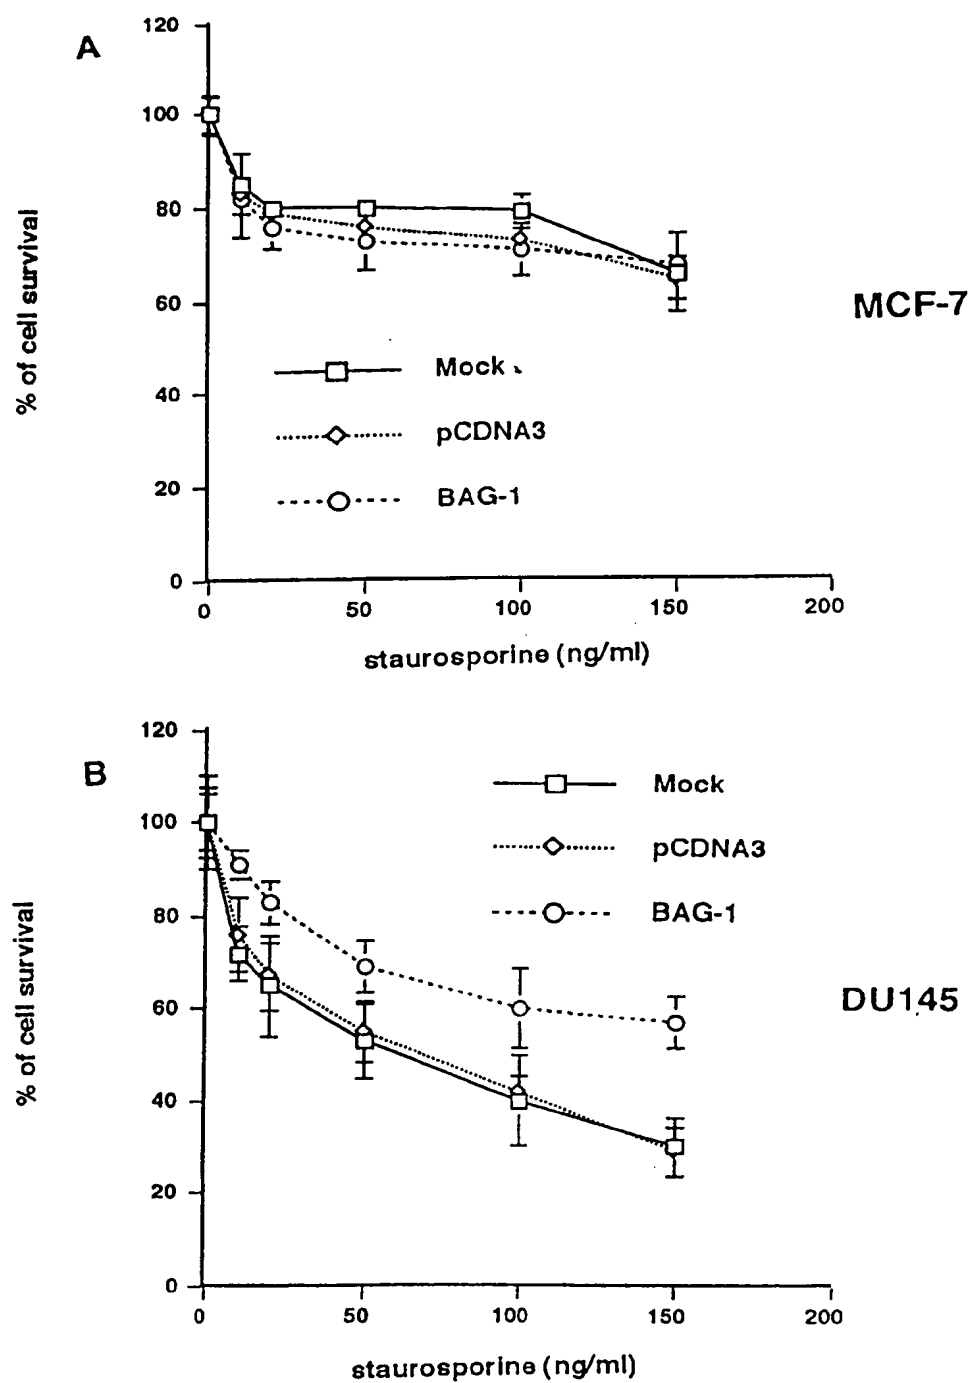 A
120
100
80
60
40
20
0
% of cell survival
Mock
pCDNA3
BAG-1
MCF-7
0 50 100 150 200
staurosporine (ng/ml)
B
120
100
80
60
40
20
0
% of cell survival
Mock
pCDNA3
BAG-1
DU145
0 50 100 150 200
staurosporine (ng/ml)